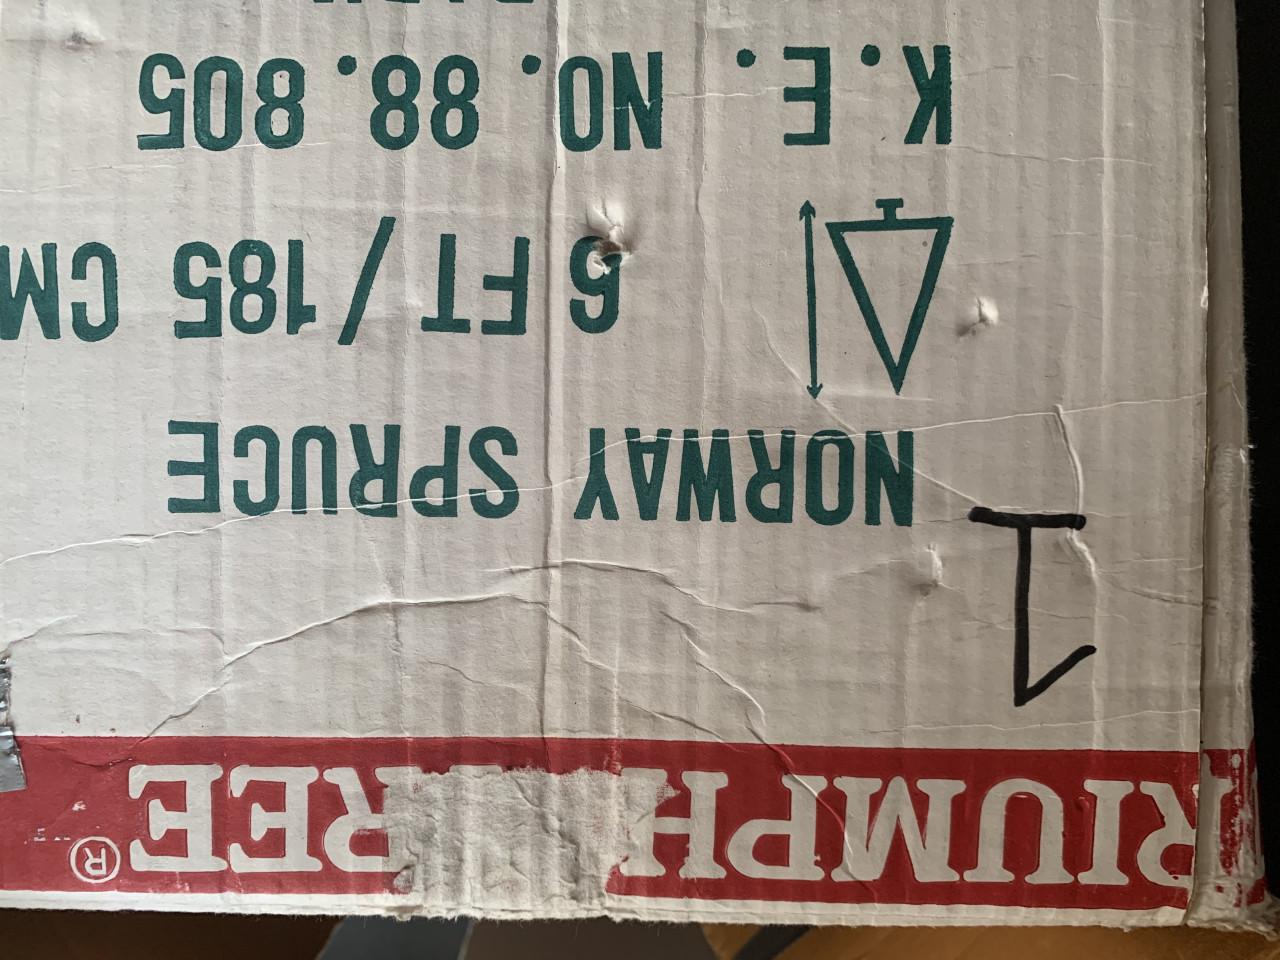 RIUMPH REE®
1
NORWAY SPRUCE
6 FT/185 CM
K.E. NO. 88.805